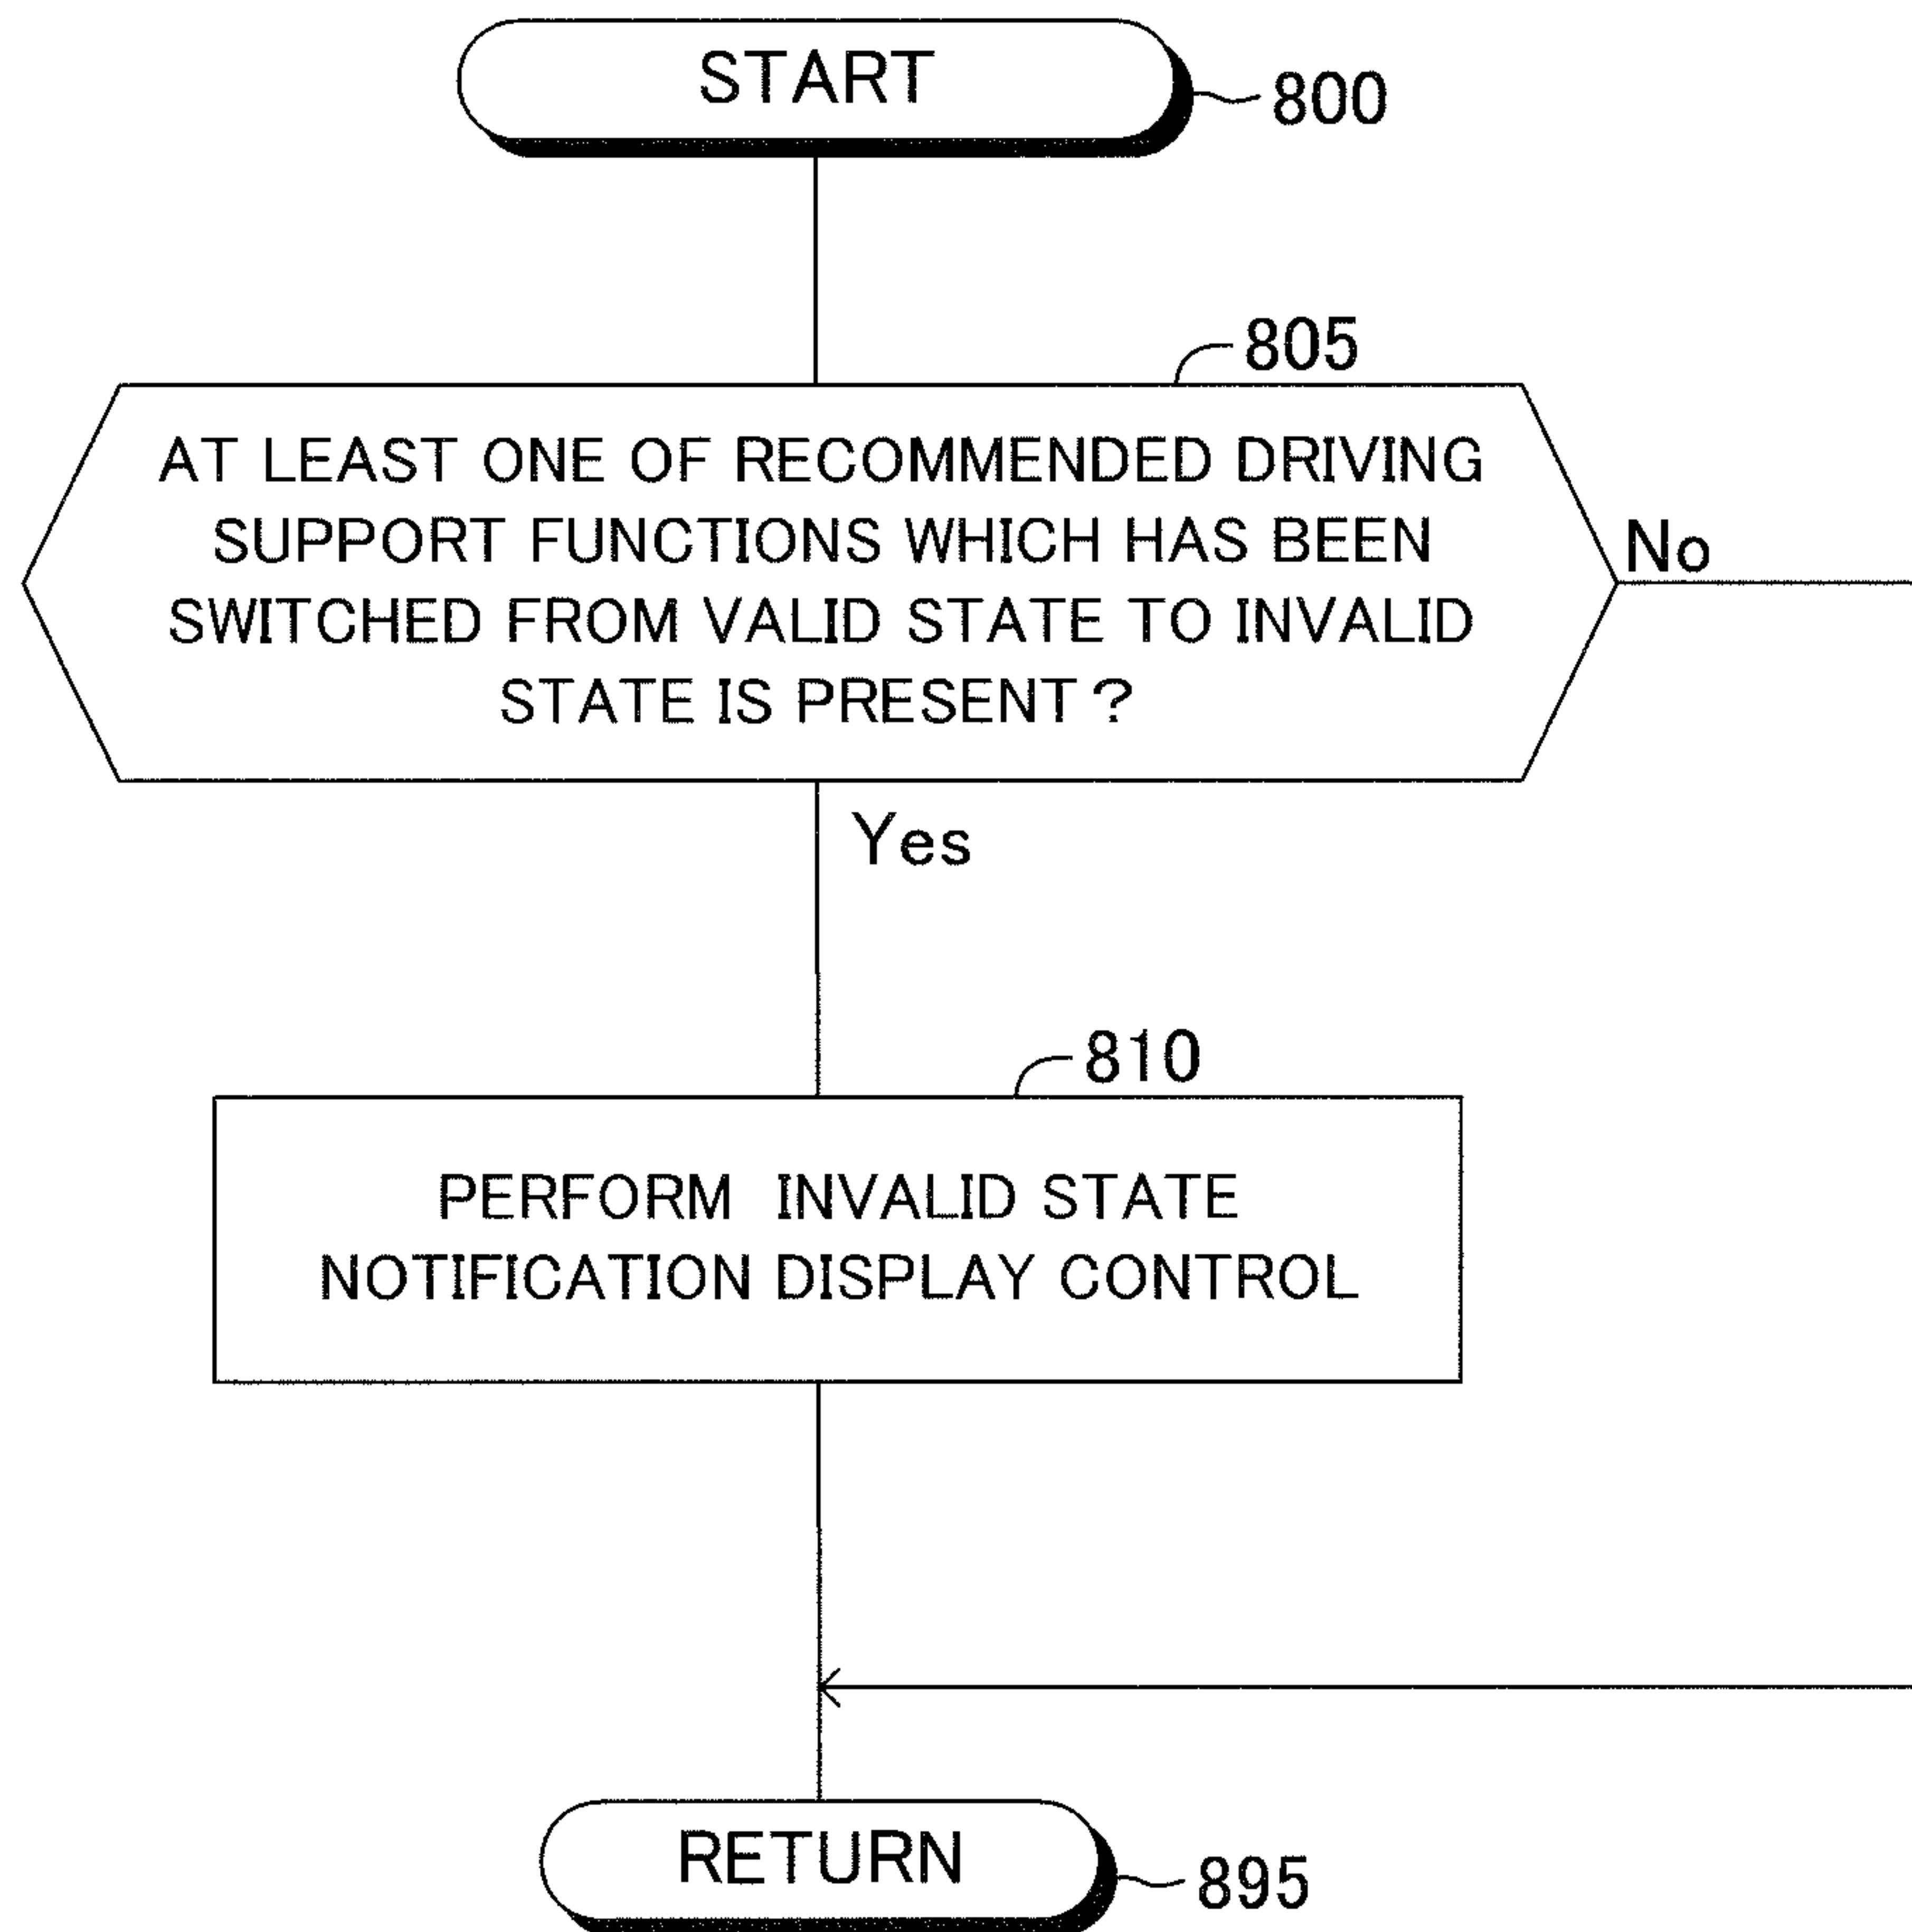 START
800
805
AT LEAST ONE OF RECOMMENDED DRIVING
SUPPORT FUNCTIONS WHICH HAS BEEN
SWITCHED FROM VALID STATE TO INVALID
STATE IS PRESENT ?
No
Yes
810
PERFORM INVALID STATE
NOTIFICATION DISPLAY CONTROL
RETURN
895